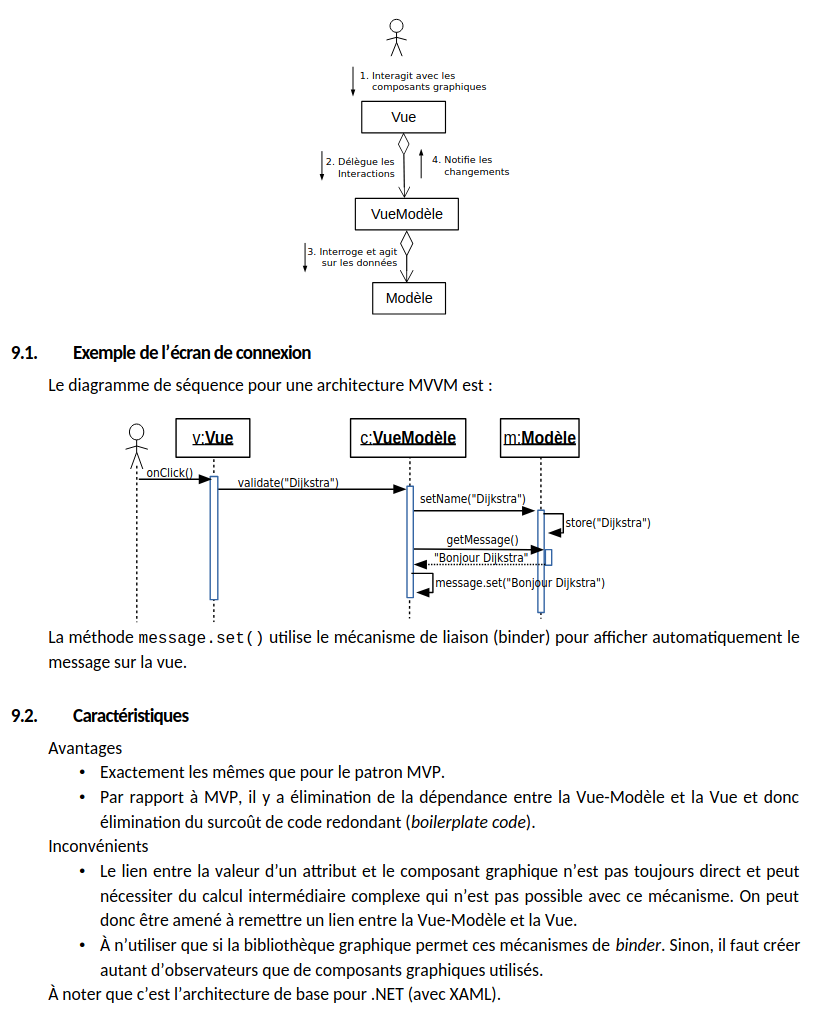 1. Interagit avec les
composants graphiques
Vue
2. Délègue les
Interactions
4. Notifie les
changements
VueModèle
3. Interroge et agit
sur les données
Modèle
9.1. Exemple de l’écran de connexion
Le diagramme de séquence pour une architecture MVVM est :
v:Vue
c:VueModèle
m:Modèle
onClick()
validate("Dijkstra")
setName("Dijkstra")
store("Dijkstra")
getMessage()
"Bonjour Dijkstra"
message.set("Bonjour Dijkstra")
La méthode message.set() utilise le mécanisme de liaison (binder) pour afficher automatiquement le
message sur la vue.
9.2. Caractéristiques
Avantages
• Exactement les mêmes que pour le patron MVP.
• Par rapport à MVP, il y a élimination de la dépendance entre la Vue-Modèle et la Vue et donc
élimination du surcoût de code redondant (boilerplate code).
Inconvénients
• Le lien entre la valeur d’un attribut et le composant graphique n’est pas toujours direct et peut
nécessiter du calcul intermédiaire complexe qui n’est pas possible avec ce mécanisme. On peut
donc être amené à remettre un lien entre la Vue-Modèle et la Vue.
• À n’utiliser que si la bibliothèque graphique permet ces mécanismes de binder. Sinon, il faut créer
autant d’observateurs que de composants graphiques utilisés.
À noter que c’est l’architecture de base pour .NET (avec XAML).